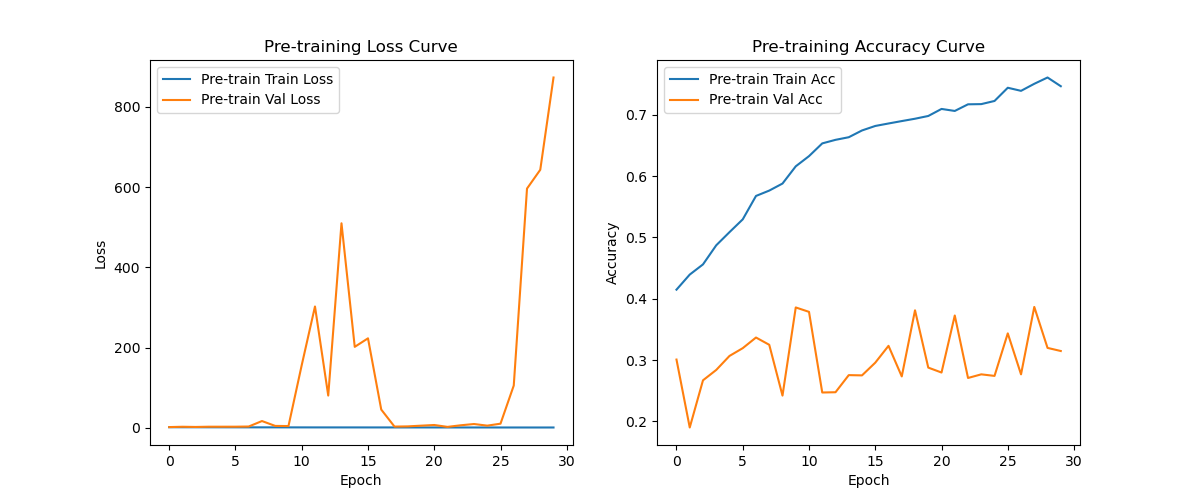 Pre-training Loss Curve
Pre-train Train Loss
Pre-train Val Loss
Loss
800
600
400
200
0
0 5 10 15 20 25 30
Epoch
Pre-training Accuracy Curve
Pre-train Train Acc
Pre-train Val Acc
Accuracy
0.7
0.6
0.5
0.4
0.3
0.2
0 5 10 15 20 25 30
Epoch